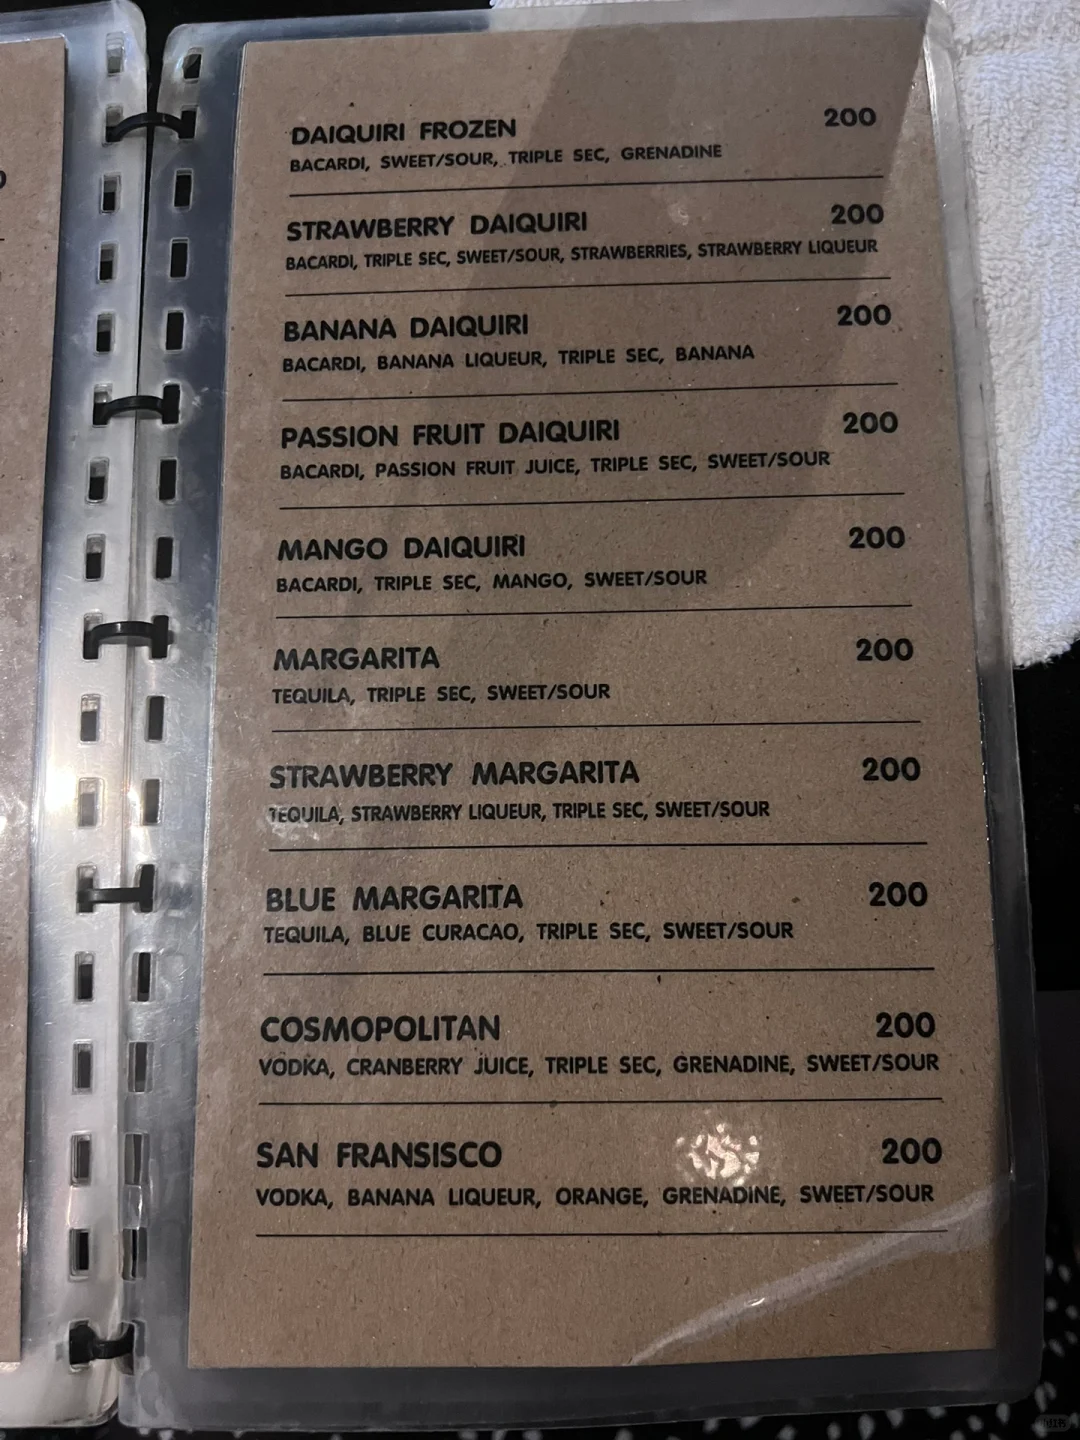 DAIQUIRI FROZEN 200
BACARDI, SWEET/SOUR, TRIPLE SEC, GRENADINE
STRAWBERRY DAIQUIRI 200
BACARDI, TRIPLE SEC, SWEET/SOUR, STRAWBERRIES, STRAWBERRY LIQUEUR
BANANA DAIQUIRI 200
BACARDI, BANANA LIQUEUR, TRIPLE SEC, BANANA
PASSION FRUIT DAIQUIRI 200
BACARDI, PASSION FRUIT JUICE, TRIPLE SEC, SWEET/SOUR
MANGO DAIQUIRI 200
BACARDI, TRIPLE SEC, MANGO, SWEET/SOUR
MARGARITA 200
TEQUILA, TRIPLE SEC, SWEET/SOUR
STRAWBERRY MARGARITA 200
TEQUILA, STRAWBERRY LIQUEUR, TRIPLE SEC, SWEET/SOUR
BLUE MARGARITA 200
TEQUILA, BLUE CURACAO, TRIPLE SEC, SWEET/SOUR
COSMOPOLITAN 200
VODKA, CRANBERRY JUICE, TRIPLE SEC, GRENADINE, SWEET/SOUR
SAN FRANSISCO 200
VODKA, BANANA LIQUEUR, ORANGE, GRENADINE, SWEET/SOUR